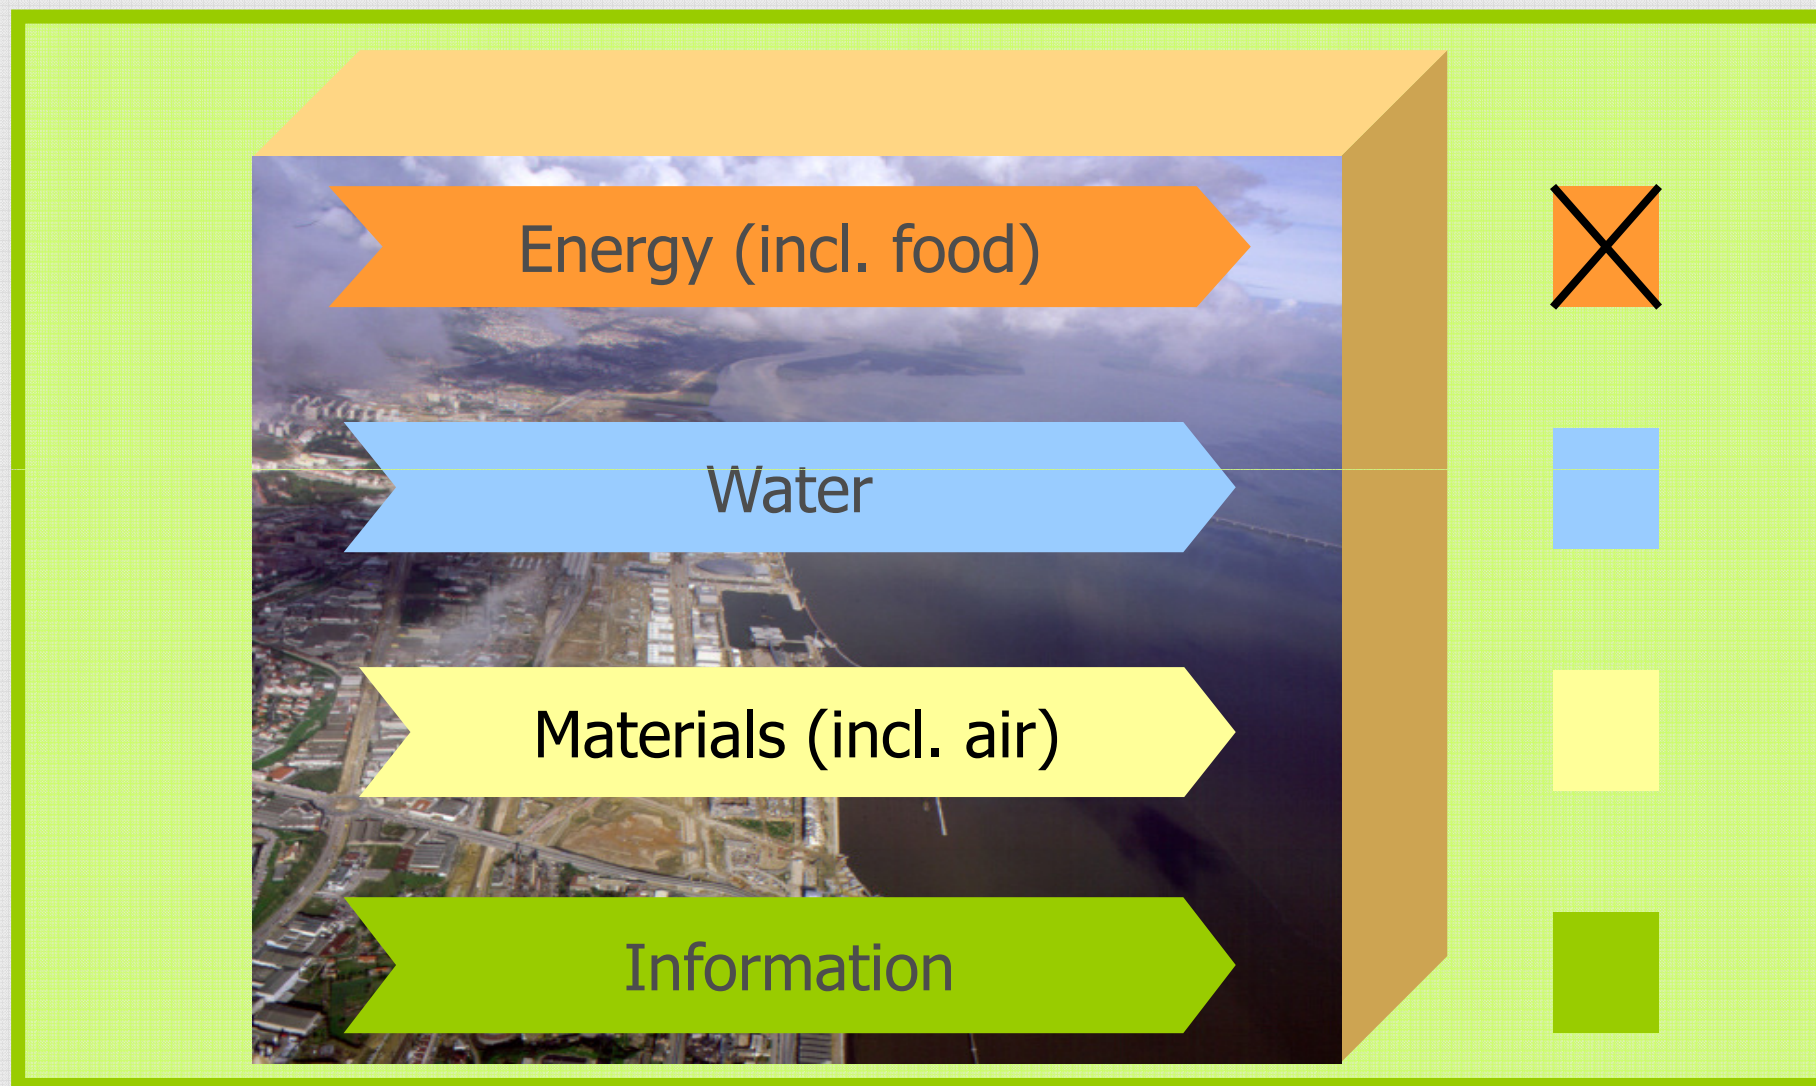 Energy (incl. food)
Water
Materials (incl. air)
Information